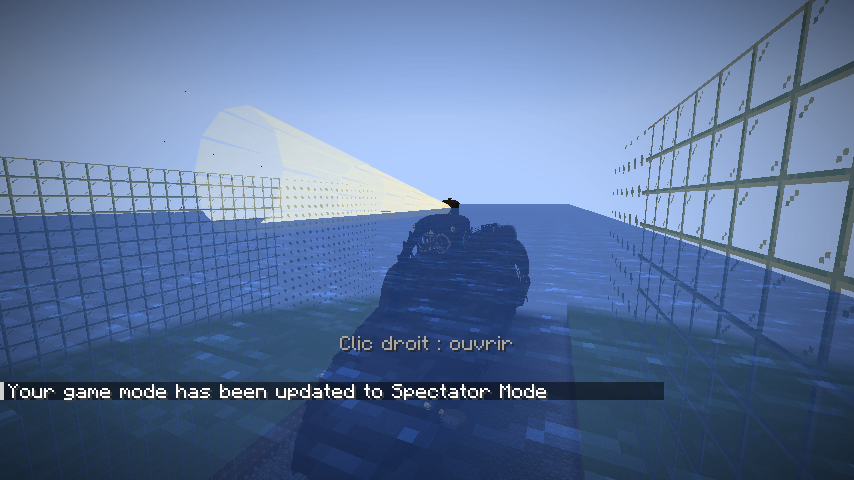 Clic droit : ouvrir
Your game mode has been updated to Spectator Mode